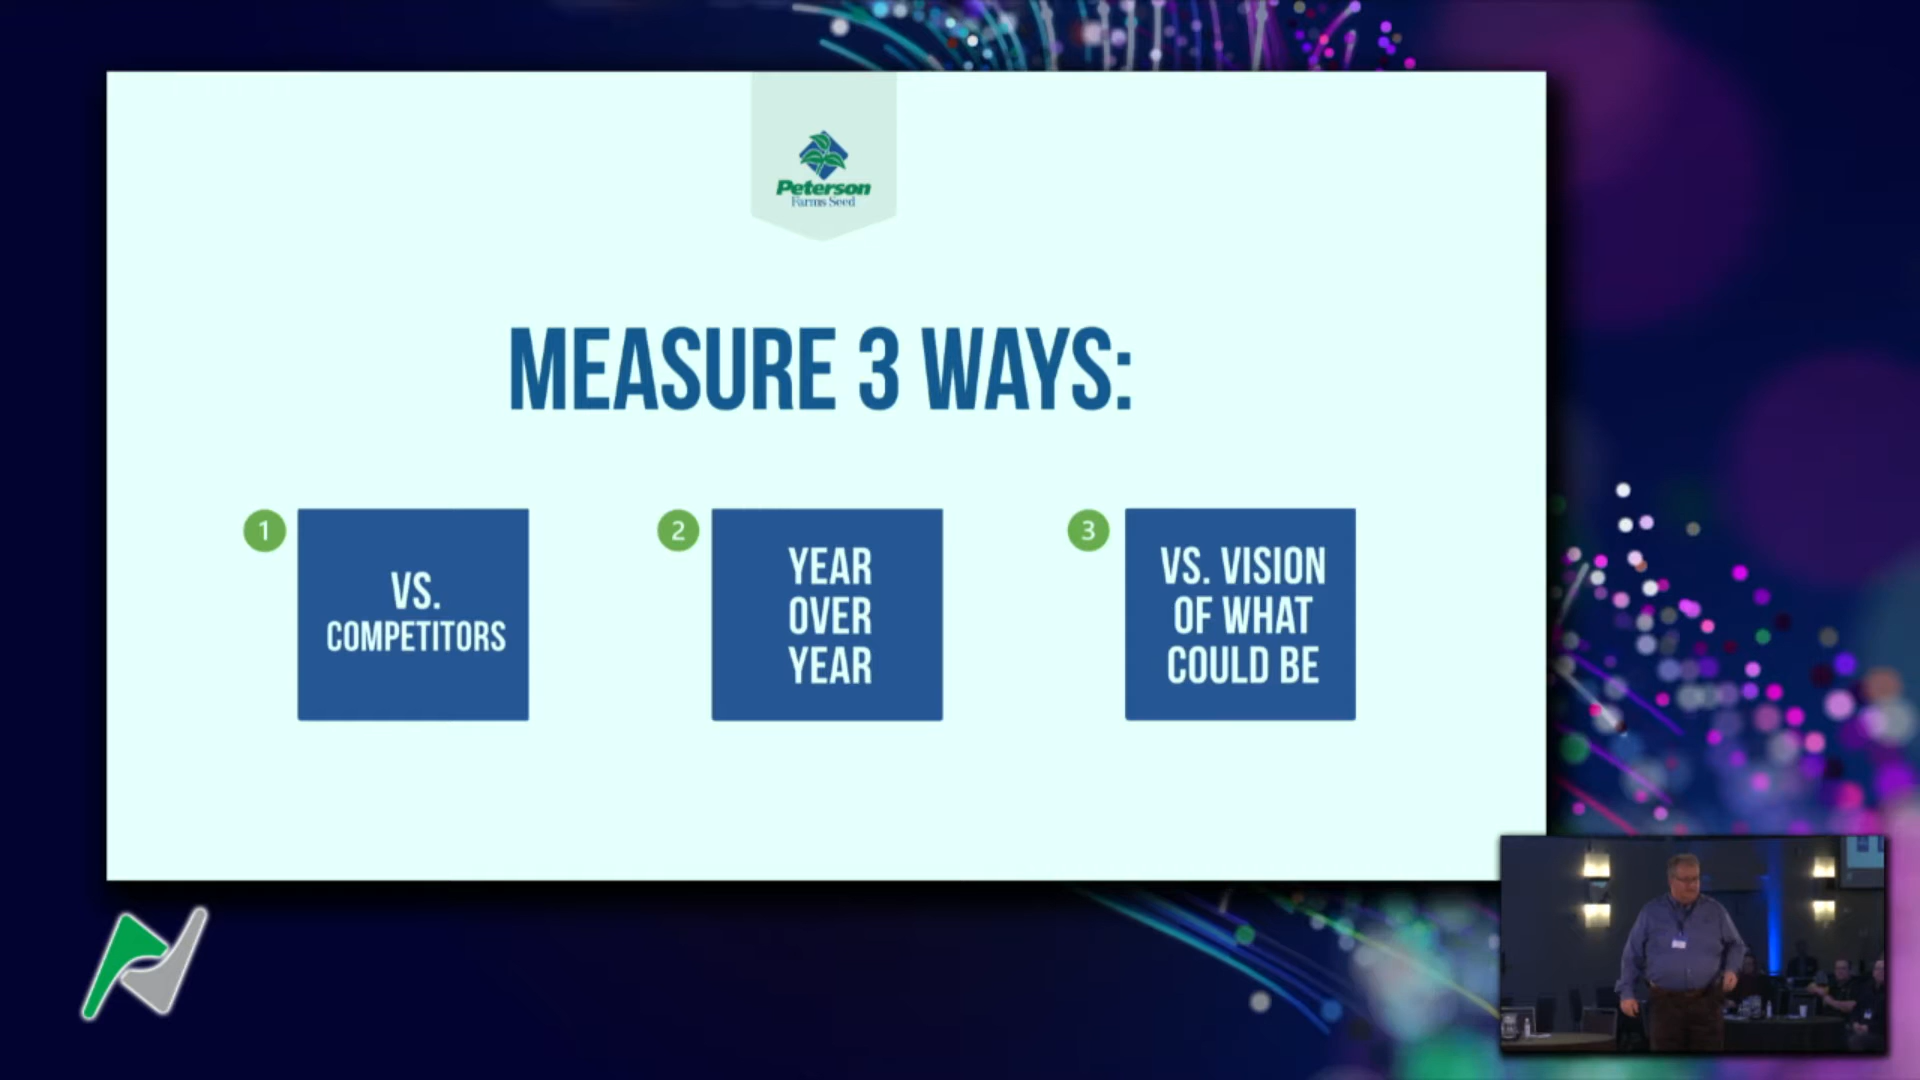 Peterson
Farms Seed
MEASURE 3 WAYS:
1
VS.
COMPETITORS
2
YEAR
OVER
YEAR
3
VS. VISION
OF WHAT
COULD BE